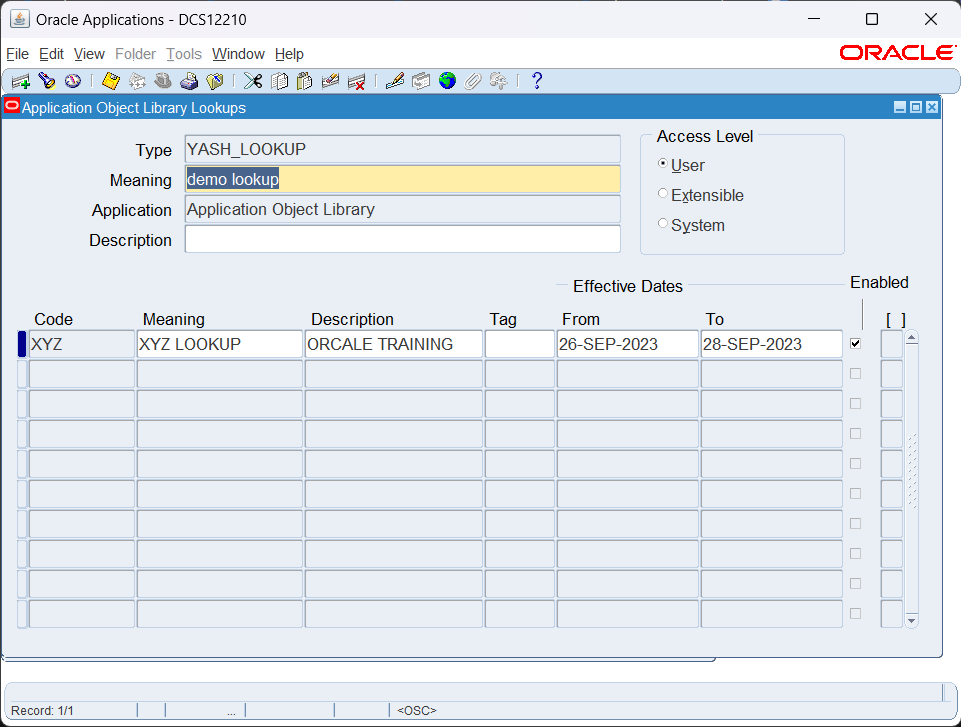 Oracle Applications - DCS12210
File Edit View Folder Tools Window Help
ORACLE
?
Application Object Library Lookups
Type YASH_LOOKUP
Meaning demo lookup
Application Application Object Library
Description
Access Level
User
Extensible
System
Effective Dates
Enabled
Code Meaning Description Tag From To [ ]
XYZ XYZ LOOKUP ORCALE TRAINING 26-SEP-2023 28-SEP-2023
Record: 1/1 ... <OSC>